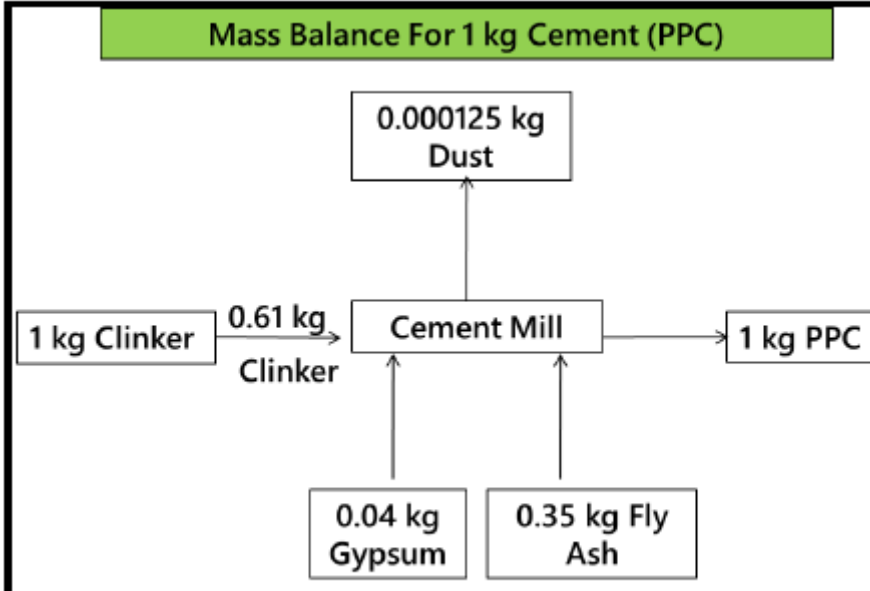 Mass Balance For 1 kg Cement (PPC)
0.000125 kg
Dust
1 kg Clinker
0.61 kg
Clinker
Cement Mill
1 kg PPC
0.04 kg
Gypsum
0.35 kg Fly
Ash